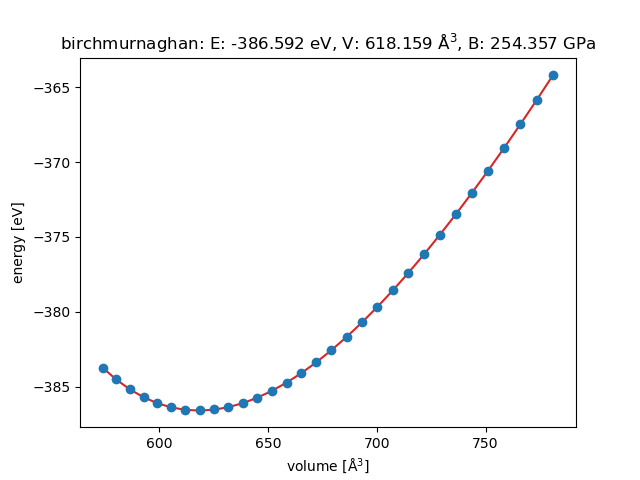 birchmurnaghan: E: -386.592 eV, V: 618.159 Å³, B: 254.357 GPa
energy [eV]
−365
−370
−375
−380
−385
600 650 700 750
volume [Å³]